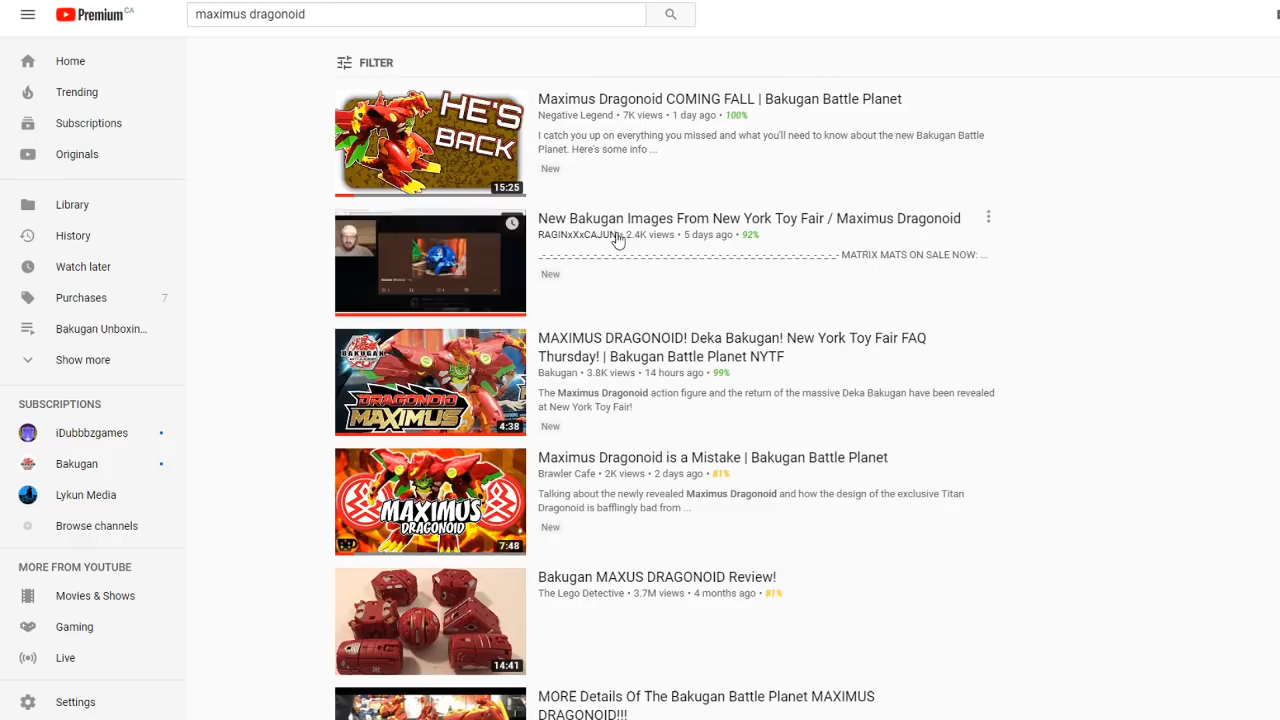 Premium CA
maximus dragonoid
Home
Trending
Subscriptions
Originals
Library
History
Watch later
Purchases 7
Bakugan Unboxin...
Show more
SUBSCRIPTIONS
iDubbbzgames
Bakugan
Lykun Media
Browse channels
MORE FROM YOUTUBE
Movies & Shows
Gaming
Live
Settings
FILTER
HE'S
BACK
15:25
Maximus Dragonoid COMING FALL | Bakugan Battle Planet
Negative Legend • 7K views • 1 day ago • 100%
I catch you up on everything you missed and what you'll need to know about the new Bakugan Battle
Planet. Here's some info ...
New
New Bakugan Images From New York Toy Fair / Maximus Dragonoid
RAGINxXxCAJUN • 2.4K views • 5 days ago • 92%
-_-_-_-_-_-_-_-_-_-_-_-_-_-_-_-_-_-_-_-_-_-_-_-_-_-_-_-_-_-_-_-_-_-_-_-_- MATRIX MATS ON SALE NOW: ...
New
BAKUGAN
DRAGONOID
MAXIMUS
4:38
MAXIMUS DRAGONOID! Deka Bakugan! New York Toy Fair FAQ
Thursday! | Bakugan Battle Planet NYTF
Bakugan • 3.8K views • 14 hours ago • 99%
The Maximus Dragonoid action figure and the return of the massive Deka Bakugan have been revealed
at New York Toy Fair!
New
MAXIMUS
DRAGONOID
7:48
Maximus Dragonoid is a Mistake | Bakugan Battle Planet
Brawler Cafe • 2K views • 2 days ago • 81%
Talking about the newly revealed Maximus Dragonoid and how the design of the exclusive Titan
Dragonoid is bafflingly bad from ...
New
14:41
Bakugan MAXUS DRAGONOID Review!
The Lego Detective • 3.7M views • 4 months ago • 81%
MORE Details Of The Bakugan Battle Planet MAXIMUS
DRAGONOID!!!